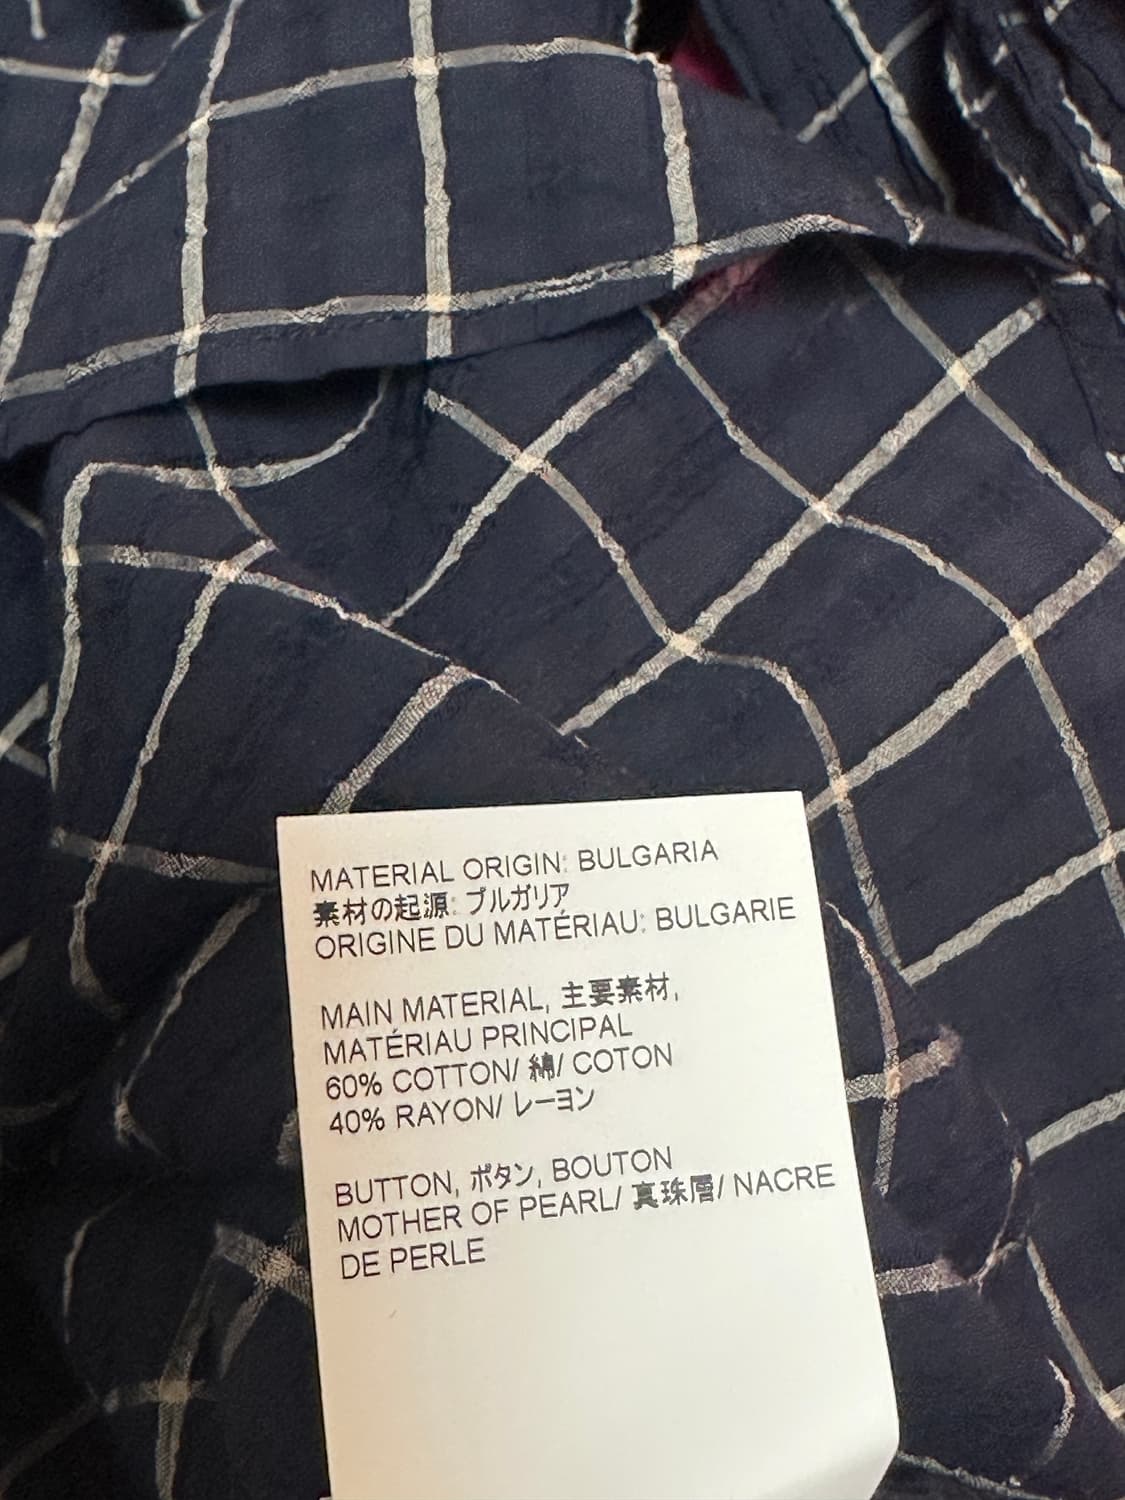 MATERIAL ORIGIN: BULGARIA
素材の起源: ブルガリア
ORIGINE DU MATÉRIAU: BULGARIE
MAIN MATERIAL, 主要素材,
MATÉRIAU PRINCIPAL
60% COTTON/ 綿/ COTON
40% RAYON/ レーヨン
BUTTON, ボタン, BOUTON
MOTHER OF PEARL/ 真珠層/ NACRE
DE PERLE